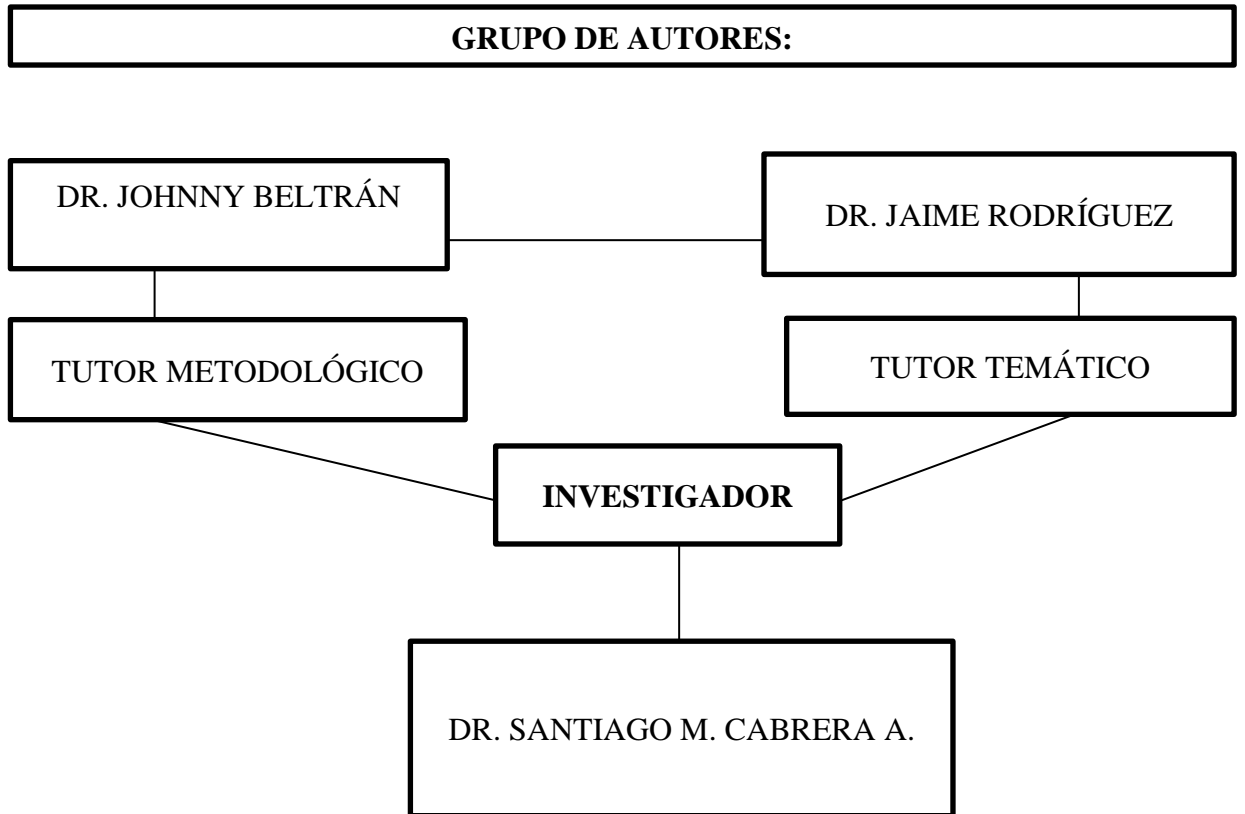 GRUPO DE AUTORES:
DR. JOHNNY BELTRÁN
DR. JAIME RODRÍGUEZ
TUTOR METODOLÓGICO
TUTOR TEMÁTICO
INVESTIGADOR
DR. SANTIAGO M. CABRERA A.